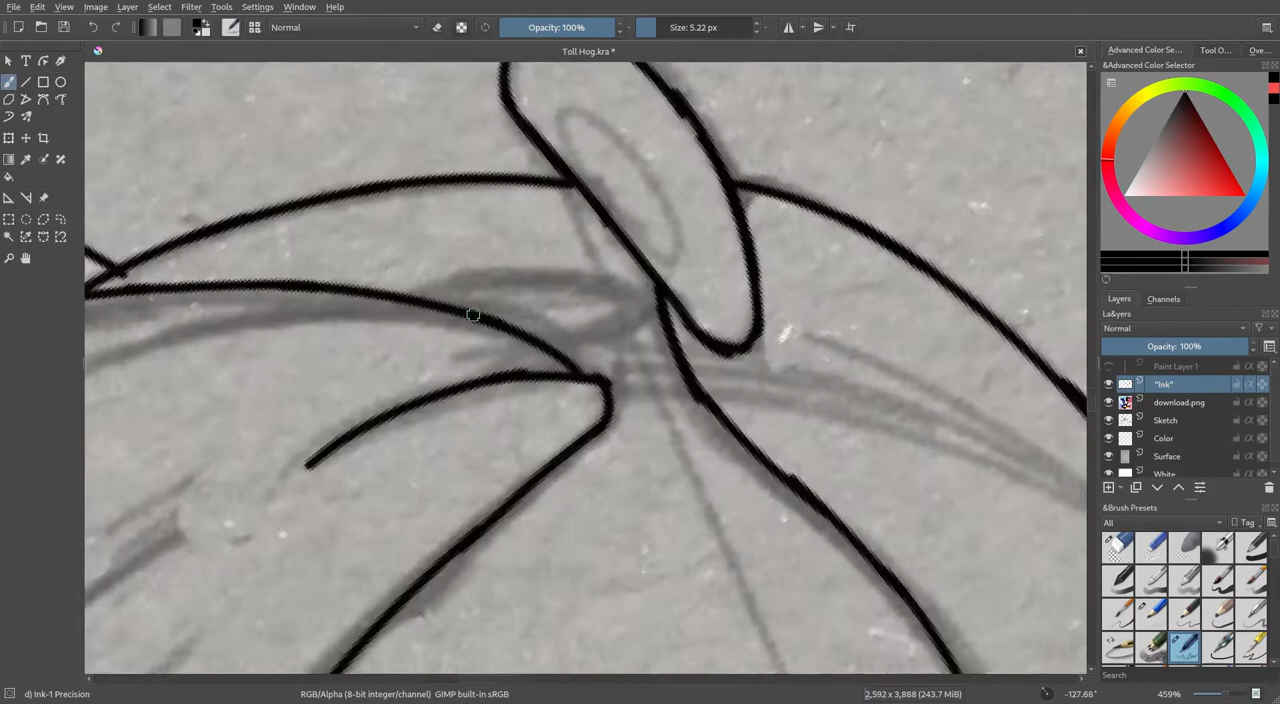 File Edit View Image Layer Select Filter Tools Settings Window Help
Normal Opacity: 100% Size: 5.22 px
Toll Hog.kra *
Advanced Color Se... Tool O... Ove...
&Advanced Color Selector
Layers Channels
La&yers
Normal
Opacity: 100%
Paint Layer 1
"Ink"
download.png
Sketch
Color
Surface
White
&Brush Presets
All Tag
Search
d) Ink-1 Precision RGB/Alpha (8-bit integer/channel) GIMP built-in sRGB 2,592 x 3,888 (243.7 MiB) -127.68° 459%